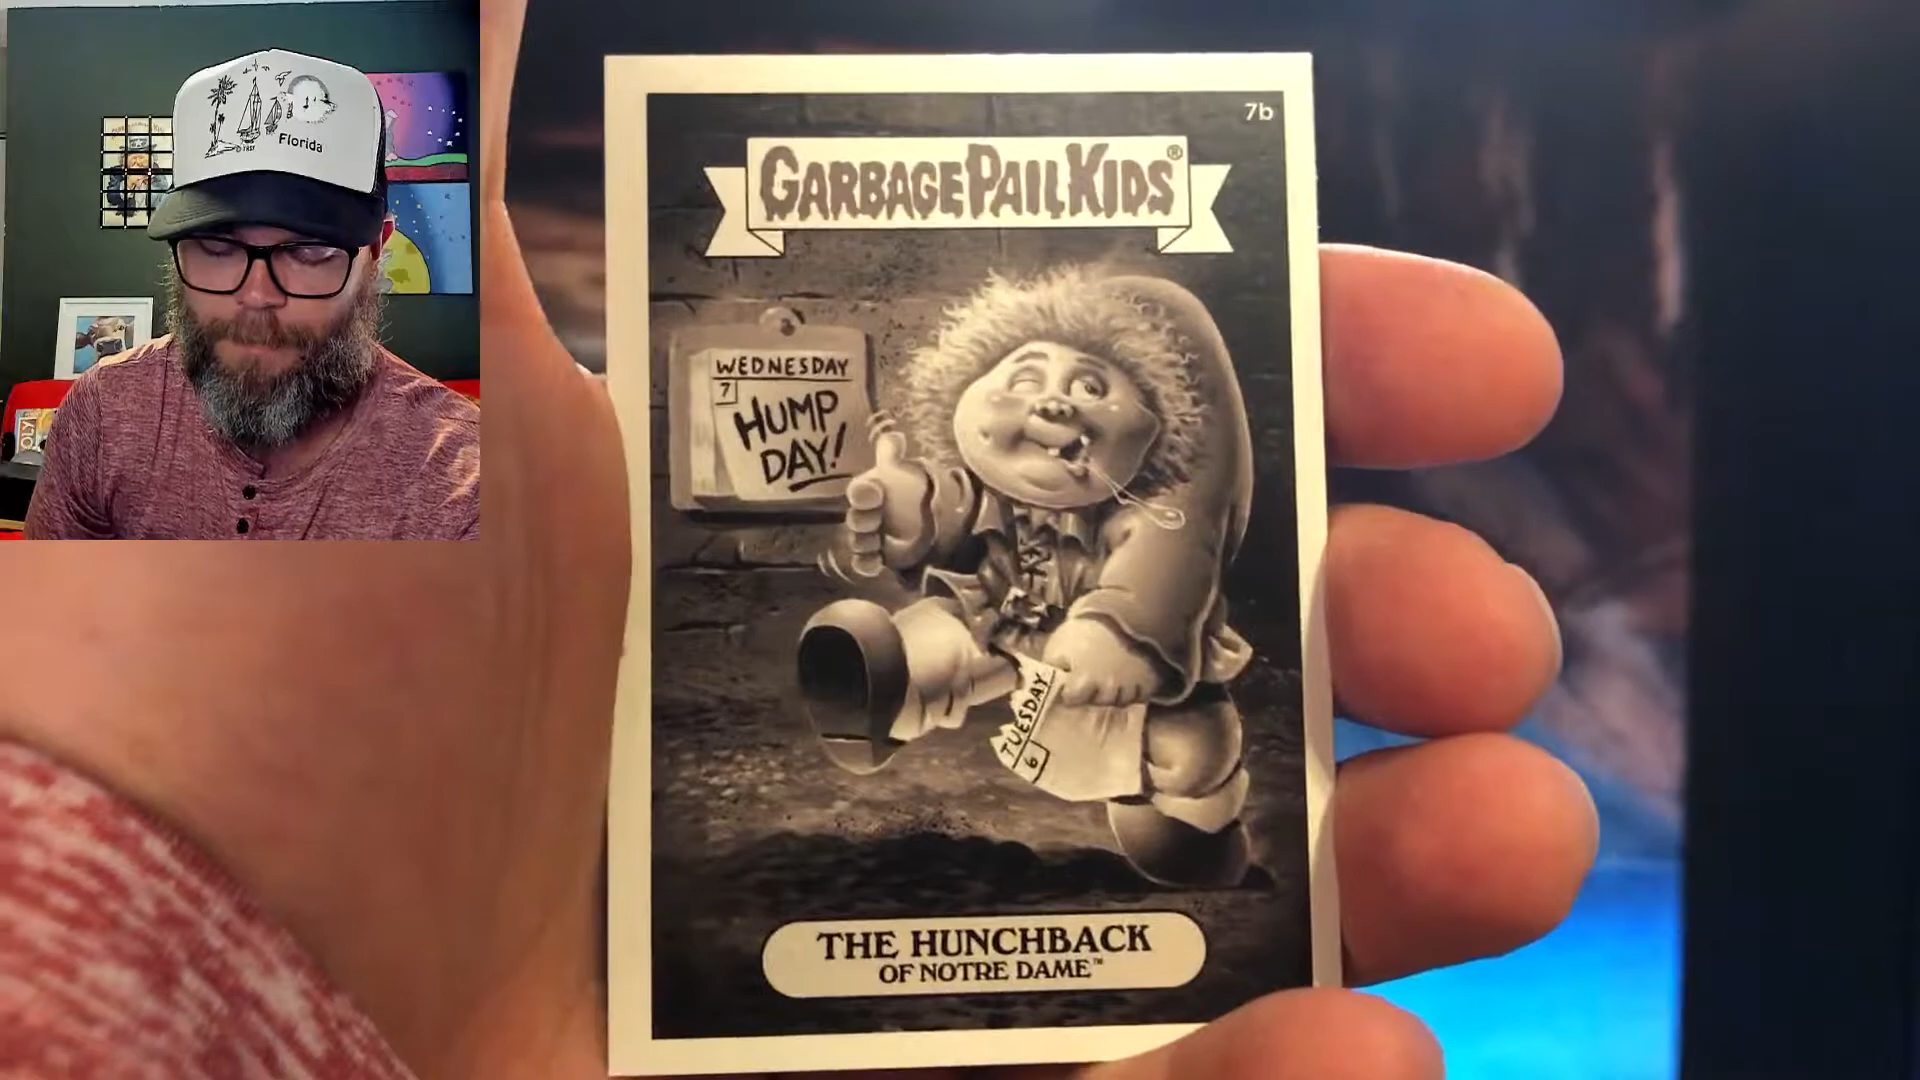 Florida
7b
GARBAGE PAIL KIDS®
WEDNESDAY
7
HUMP
DAY!
TUESDAY
6
THE HUNCHBACK
OF NOTRE DAME™